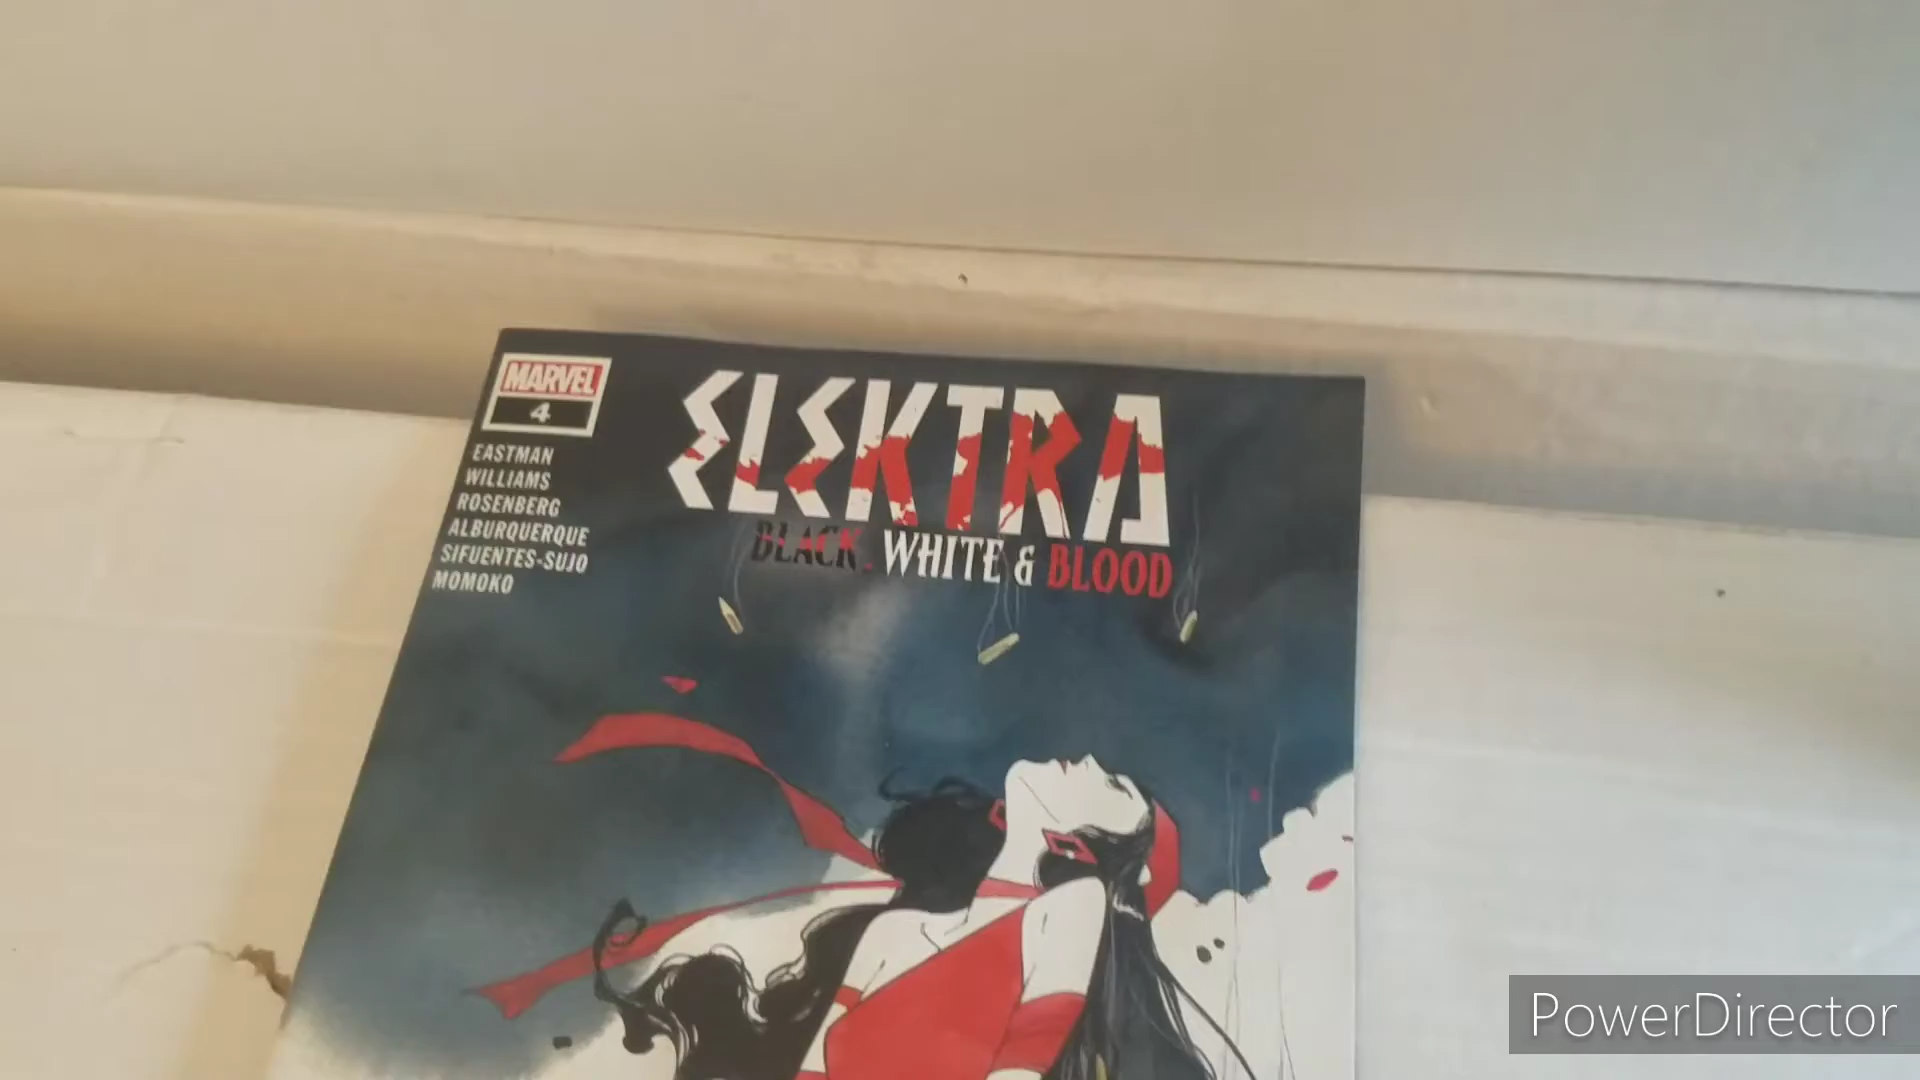 MARVEL
4
EASTMAN
WILLIAMS
ROSENBERG
ALBURQUERQUE
SIFUENTES-SUJO
MOMOKO
ELEKTRA
BLACK, WHITE & BLOOD
PowerDirector